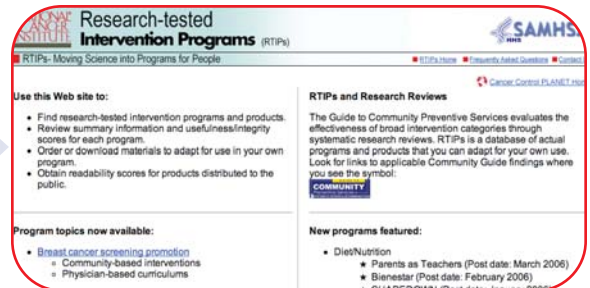 Research-tested
Intervention Programs (RTIPs)
CANCER
INSTITUTE
SAMHSA
HHS
RTIPs- Moving Science into Programs for People
RTIPs Home Frequently Asked Questions Contact
Cancer Control PLANET Hom
Use this Web site to:
• Find research-tested intervention programs and products.
• Review summary information and usefulness/integrity
scores for each program.
• Order or download materials to adapt for use in your own
program.
• Obtain readability scores for products distributed to the
public.
RTIPs and Research Reviews
The Guide to Community Preventive Services evaluates the
effectiveness of broad intervention categories through
systematic research reviews. RTIPs is a database of actual
programs and products that you can adapt for your own use.
Look for links to applicable Community Guide findings where
you see the symbol:
COMMUNITY
Program topics now available:
• Breast cancer screening promotion
○ Community-based interventions
○ Physician-based curriculums
New programs featured:
• Diet/Nutrition
★ Parents as Teachers (Post date: March 2006)
★ Bienestar (Post date: February 2006)